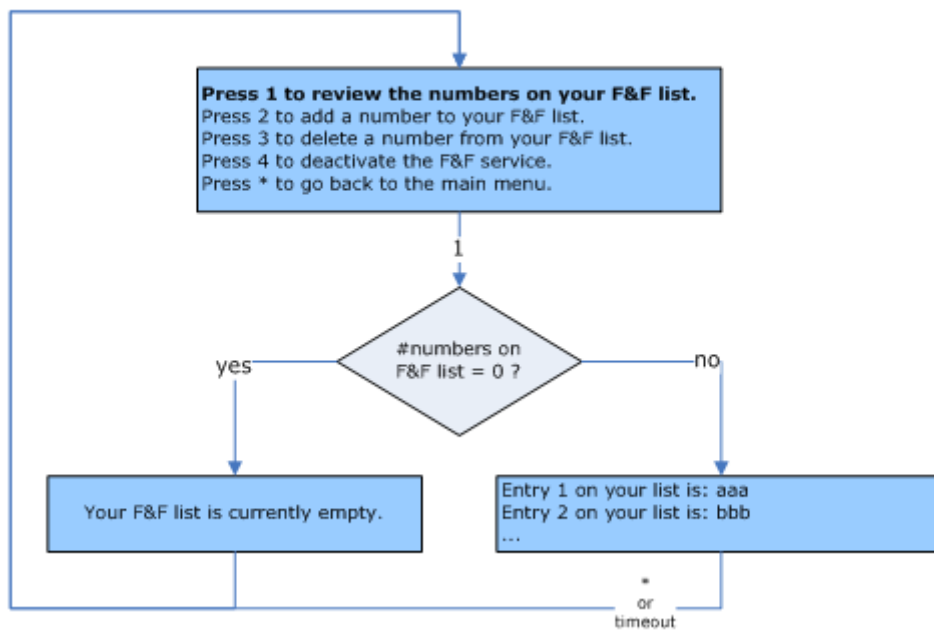 Press 1 to review the numbers on your F&F list.
Press 2 to add a number to your F&F list.
Press 3 to delete a number from your F&F list.
Press 4 to deactivate the F&F service.
Press * to go back to the main menu.
1
#numbers on
F&F list = 0 ?
yes
no
Your F&F list is currently empty.
Entry 1 on your list is: aaa
Entry 2 on your list is: bbb
...
*
or
timeout